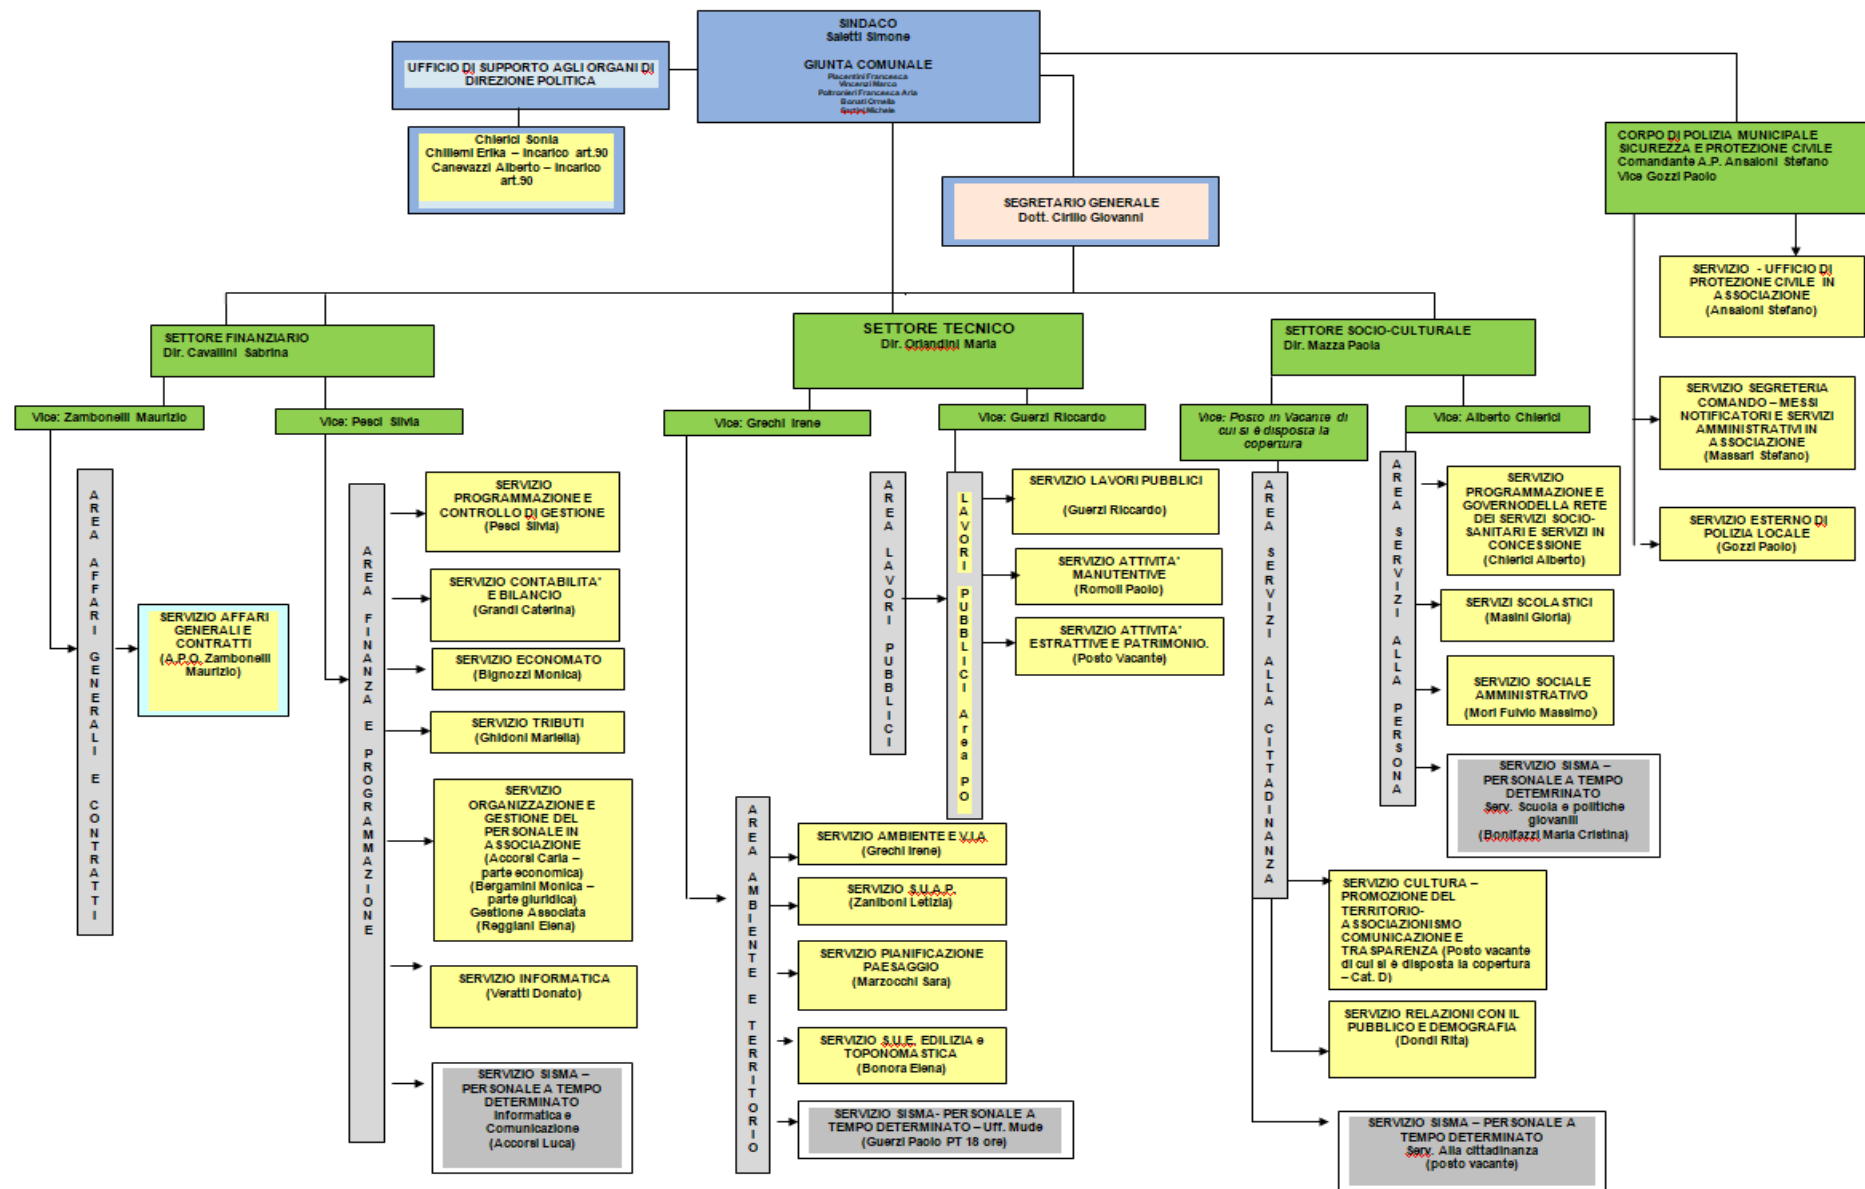 SINDACO
Saletti Simone
GIUNTA COMUNALE
Piacentini Francesca
Vincenzi Marco
Poltronieri Francesca Aria
Bonati Ornella
Sartini Michele
UFFICIO DI SUPPORTO AGLI ORGANI DI
DIREZIONE POLITICA
Chierici Sonia
Chillemi Erika – Incarico art.90
Canevazzi Alberto – Incarico
art.90
SEGRETARIO GENERALE
Dott. Cirillo Giovanni
CORPO DI POLIZIA MUNICIPALE
SICUREZZA E PROTEZIONE CIVILE
Comandante A.P. Ansaloni Stefano
Vice Gozzi Paolo
SERVIZIO - UFFICIO DI
PROTEZIONE CIVILE IN
ASSOCIAZIONE
(Ansaloni Stefano)
SERVIZIO SEGRETERIA
COMANDO – MESSI
NOTIFICATORI E SERVIZI
AMMINISTRATIVI IN
ASSOCIAZIONE
(Massari Stefano)
SERVIZIO ESTERNO DI
POLIZIA LOCALE
(Gozzi Paolo)
SETTORE FINANZIARIO
Dir. Cavallini Sabrina
Vice: Zambonelli Maurizio
Vice: Pesci Silvia
AREA AFFARI GENERALI E CONTRATTI
SERVIZIO AFFARI
GENERALI E
CONTRATTI
(A.P.O. Zambonelli
Maurizio)
AREA FINANZA E PROGRAMMAZIONE
SERVIZIO
PROGRAMMAZIONE E
CONTROLLO DI GESTIONE
(Pesci Silvia)
SERVIZIO CONTABILITA'
E BILANCIO
(Grandi Caterina)
SERVIZIO ECONOMATO
(Bignozzi Monica)
SERVIZIO TRIBUTI
(Ghidoni Mariella)
SERVIZIO
ORGANIZZAZIONE E
GESTIONE DEL
PERSONALE IN
ASSOCIAZIONE
(Accorsi Carla –
parte economica)
(Bergamini Monica –
parte giuridica)
Gestione Associata
(Reggiani Elena)
SERVIZIO INFORMATICA
(Veratti Donato)
SERVIZIO SISMA –
PERSONALE A TEMPO
DETERMINATO
Informatica e
Comunicazione
(Accorsi Luca)
SETTORE TECNICO
Dir. Orlandini Maria
Vice: Grechi Irene
Vice: Guerzi Riccardo
AREA LAVORI PUBBLICI
LAVORI PUBBLICI Area PO
SERVIZIO LAVORI PUBBLICI
(Guerzi Riccardo)
SERVIZIO ATTIVITA'
MANUTENTIVE
(Romoli Paolo)
SERVIZIO ATTIVITA'
ESTRATTIVE E PATRIMONIO.
(Posto Vacante)
AREA AMBIENTE E TERRITORIO
SERVIZIO AMBIENTE E V.I.A.
(Grechi Irene)
SERVIZIO S.U.A.P.
(Zaniboni Letizia)
SERVIZIO PIANIFICAZIONE
PAESAGGIO
(Marzocchi Sara)
SERVIZIO S.U.E. EDILIZIA e
TOPONOMASTICA
(Bonora Elena)
SERVIZIO SISMA- PERSONALE A
TEMPO DETERMINATO – Uff. Mude
(Guerzi Paolo PT 18 ore)
SETTORE SOCIO-CULTURALE
Dir. Mazza Paola
Vice: Posto in Vacante di
cui si è disposta la
copertura
Vice: Alberto Chierici
AREA SERVIZI ALLA CITTADINANZA
AREA SERVIZI ALLA PERSONA
SERVIZIO
PROGRAMMAZIONE E
GOVERNODELLA RETE
DEI SERVIZI SOCIO-
SANITARI E SERVIZI IN
CONCESSIONE
(Chierici Alberto)
SERVIZI SCOLASTICI
(Masini Gloria)
SERVIZIO SOCIALE
AMMINISTRATIVO
(Mori Fulvio Massimo)
SERVIZIO SISMA –
PERSONALE A TEMPO
DETEMRINATO
Serv. Scuola e politiche
giovanili
(Bonifazzi Maria Cristina)
SERVIZIO CULTURA –
PROMOZIONE DEL
TERRITORIO-
ASSOCIAZIONISMO
COMUNICAZIONE E
TRASPARENZA (Posto vacante
di cui si è disposta la copertura
– Cat. D)
SERVIZIO RELAZIONI CON IL
PUBBLICO E DEMOGRAFIA
(Dondi Rita)
SERVIZIO SISMA – PERSONALE A
TEMPO DETERMINATO
Serv. Alla cittadinanza
(posto vacante)